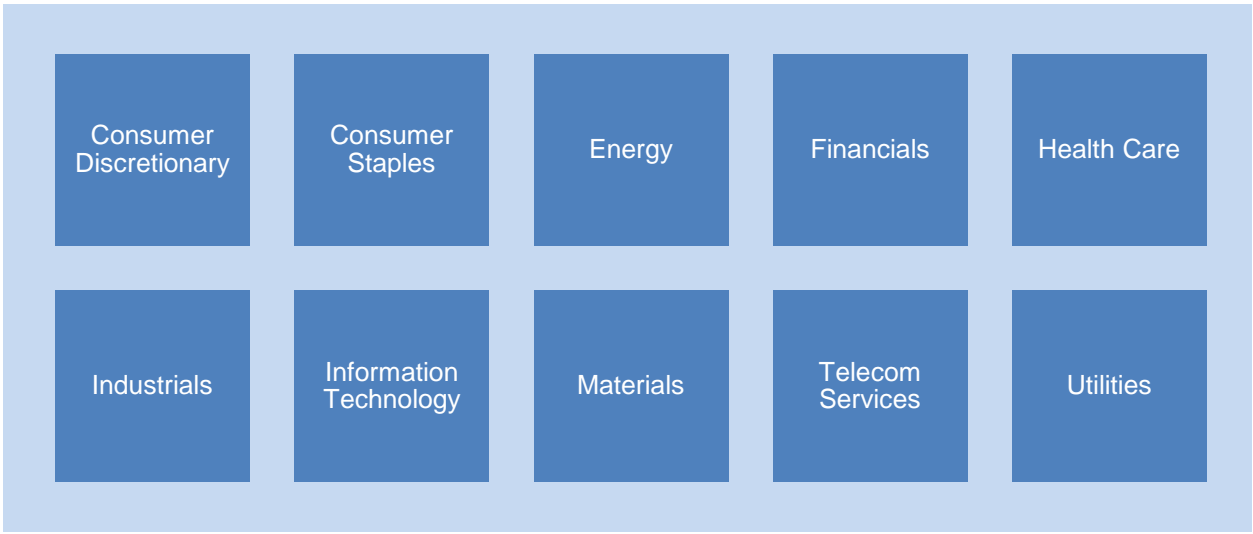 Consumer
Discretionary
Consumer
Staples
Energy
Financials
Health Care
Industrials
Information
Technology
Materials
Telecom
Services
Utilities